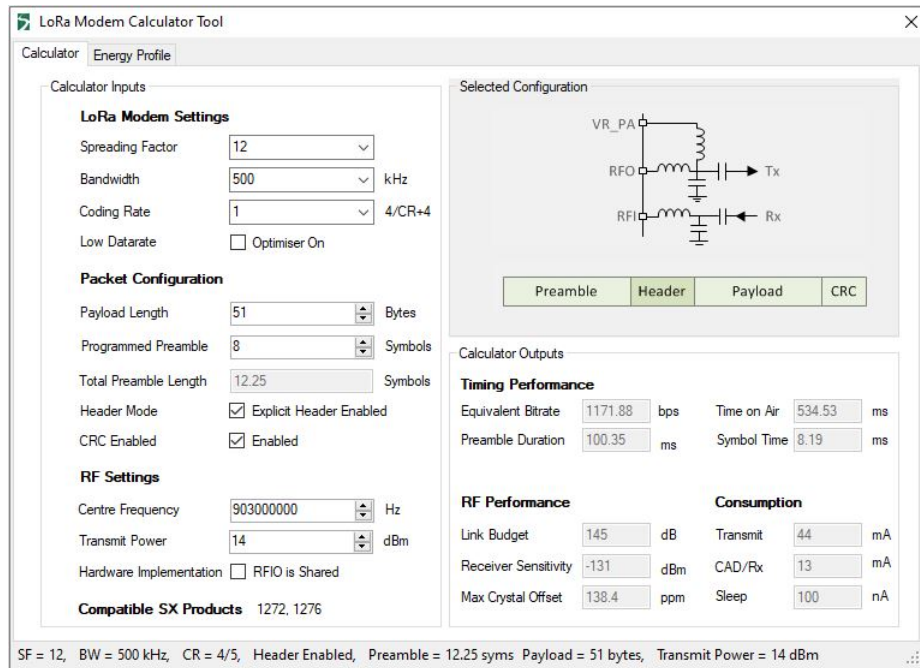 LoRa Modem Calculator Tool
Calculator Energy Profile
Calculator Inputs
LoRa Modem Settings
Spreading Factor 12
Bandwidth 500 kHz
Coding Rate 1 4/CR+4
Low Datarate Optimiser On
Packet Configuration
Payload Length 51 Bytes
Programmed Preamble 8 Symbols
Total Preamble Length 12.25 Symbols
Header Mode Explicit Header Enabled
CRC Enabled Enabled
RF Settings
Centre Frequency 903000000 Hz
Transmit Power 14 dBm
Hardware Implementation RFIO is Shared
Compatible SX Products 1272, 1276
Selected Configuration
VR_PA
RFO Tx
RFI Rx
Preamble Header Payload CRC
Calculator Outputs
Timing Performance
Equivalent Bitrate 1171.88 bps Time on Air 534.53 ms
Preamble Duration 100.35 ms Symbol Time 8.19 ms
RF Performance Consumption
Link Budget 145 dB Transmit 44 mA
Receiver Sensitivity -131 dBm CAD/Rx 13 mA
Max Crystal Offset 138.4 ppm Sleep 100 nA
SF = 12, BW = 500 kHz, CR = 4/5, Header Enabled, Preamble = 12.25 syms Payload = 51 bytes, Transmit Power = 14 dBm